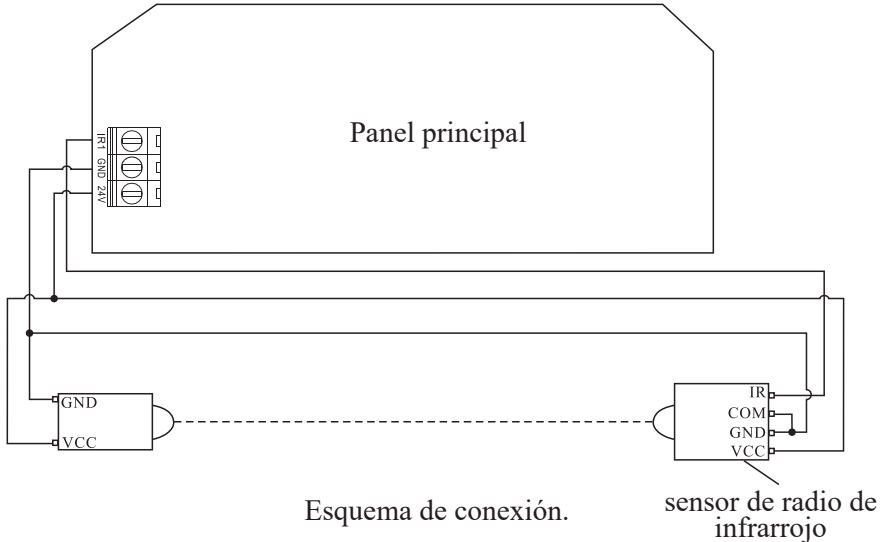 Panel principal
IR1
GND
24V
GND
VCC
IR
COM
GND
VCC
Esquema de conexión.
sensor de radio de
infrarrojo